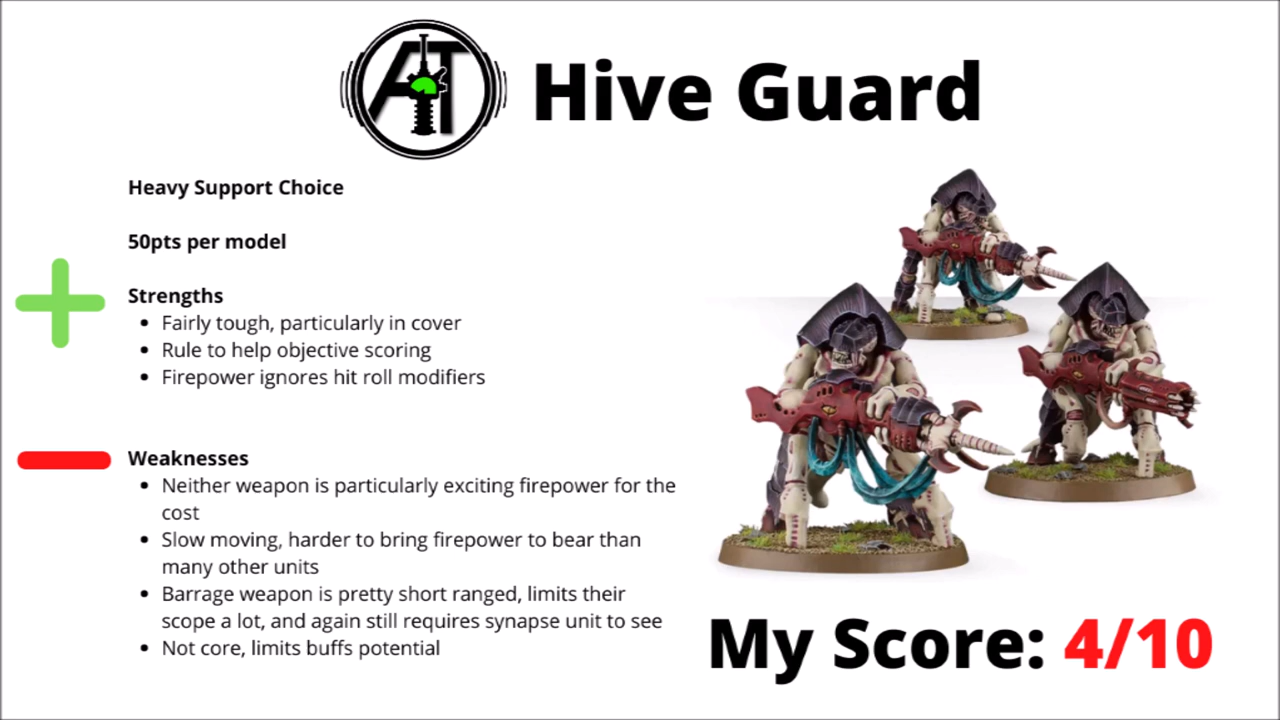 AT
Hive Guard
Heavy Support Choice
50pts per model
Strengths
• Fairly tough, particularly in cover
• Rule to help objective scoring
• Firepower ignores hit roll modifiers
Weaknesses
• Neither weapon is particularly exciting firepower for the
cost
• Slow moving, harder to bring firepower to bear than
many other units
• Barrage weapon is pretty short ranged, limits their
scope a lot, and again still requires synapse unit to see
• Not core, limits buffs potential
My Score: 4/10